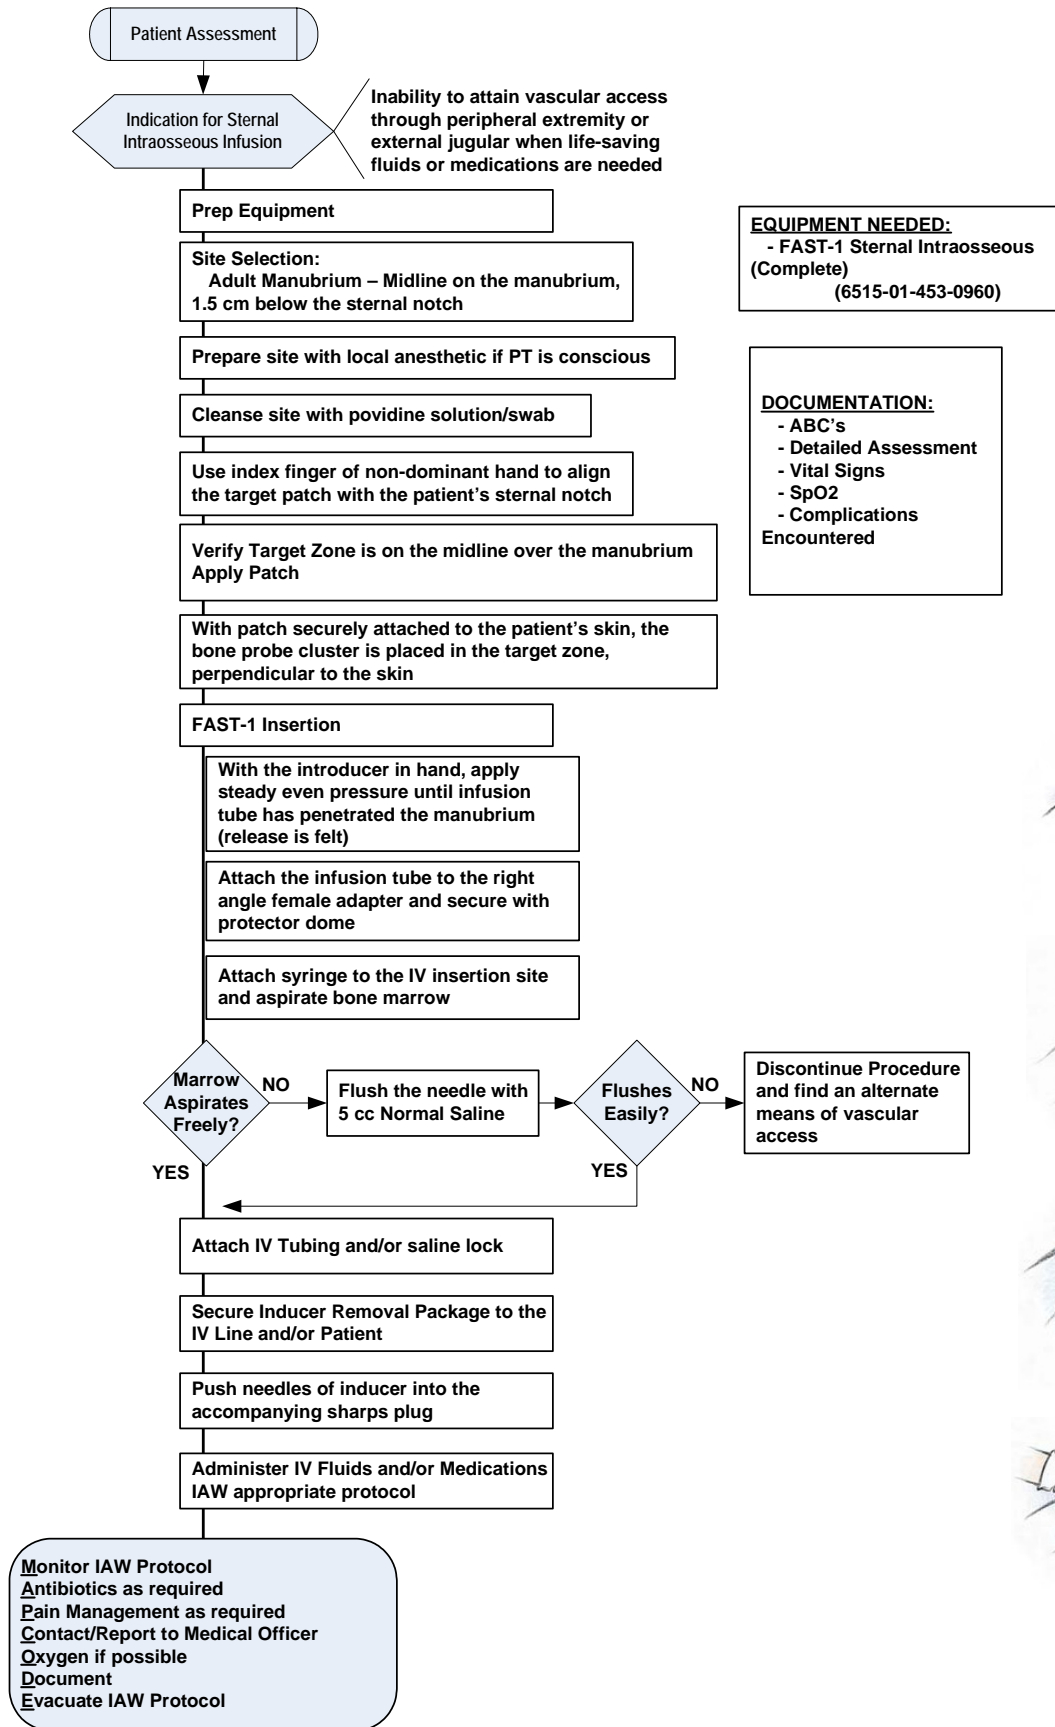 Patient Assessment
Indication for Sternal
Intraosseous Infusion
Inability to attain vascular access
through peripheral extremity or
external jugular when life-saving
fluids or medications are needed
Prep Equipment
Site Selection:
Adult Manubrium – Midline on the manubrium,
1.5 cm below the sternal notch
Prepare site with local anesthetic if PT is conscious
Cleanse site with povidine solution/swab
Use index finger of non-dominant hand to align
the target patch with the patient’s sternal notch
Verify Target Zone is on the midline over the manubrium
Apply Patch
With patch securely attached to the patient’s skin, the
bone probe cluster is placed in the target zone,
perpendicular to the skin
FAST-1 Insertion
With the introducer in hand, apply
steady even pressure until infusion
tube has penetrated the manubrium
(release is felt)
Attach the infusion tube to the right
angle female adapter and secure with
protector dome
Attach syringe to the IV insertion site
and aspirate bone marrow
Marrow
Aspirates
Freely?
NO
YES
Flush the needle with
5 cc Normal Saline
Flushes
Easily?
NO
YES
Discontinue Procedure
and find an alternate
means of vascular
access
Attach IV Tubing and/or saline lock
Secure Inducer Removal Package to the
IV Line and/or Patient
Push needles of inducer into the
accompanying sharps plug
Administer IV Fluids and/or Medications
IAW appropriate protocol
Monitor IAW Protocol
Antibiotics as required
Pain Management as required
Contact/Report to Medical Officer
Oxygen if possible
Document
Evacuate IAW Protocol
EQUIPMENT NEEDED:
- FAST-1 Sternal Intraosseous
(Complete)
(6515-01-453-0960)
DOCUMENTATION:
- ABC’s
- Detailed Assessment
- Vital Signs
- SpO2
- Complications
Encountered